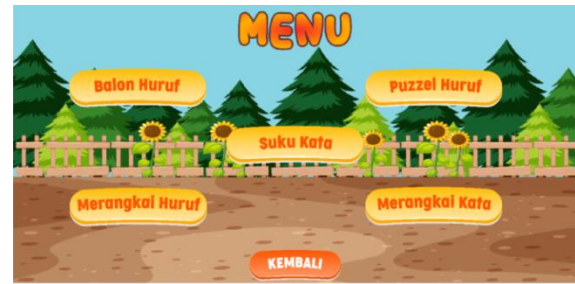 MENU
Balon Huruf
Puzzel Huruf
Suku Kata
Merangkai Huruf
Merangkai Kata
KEMBALI